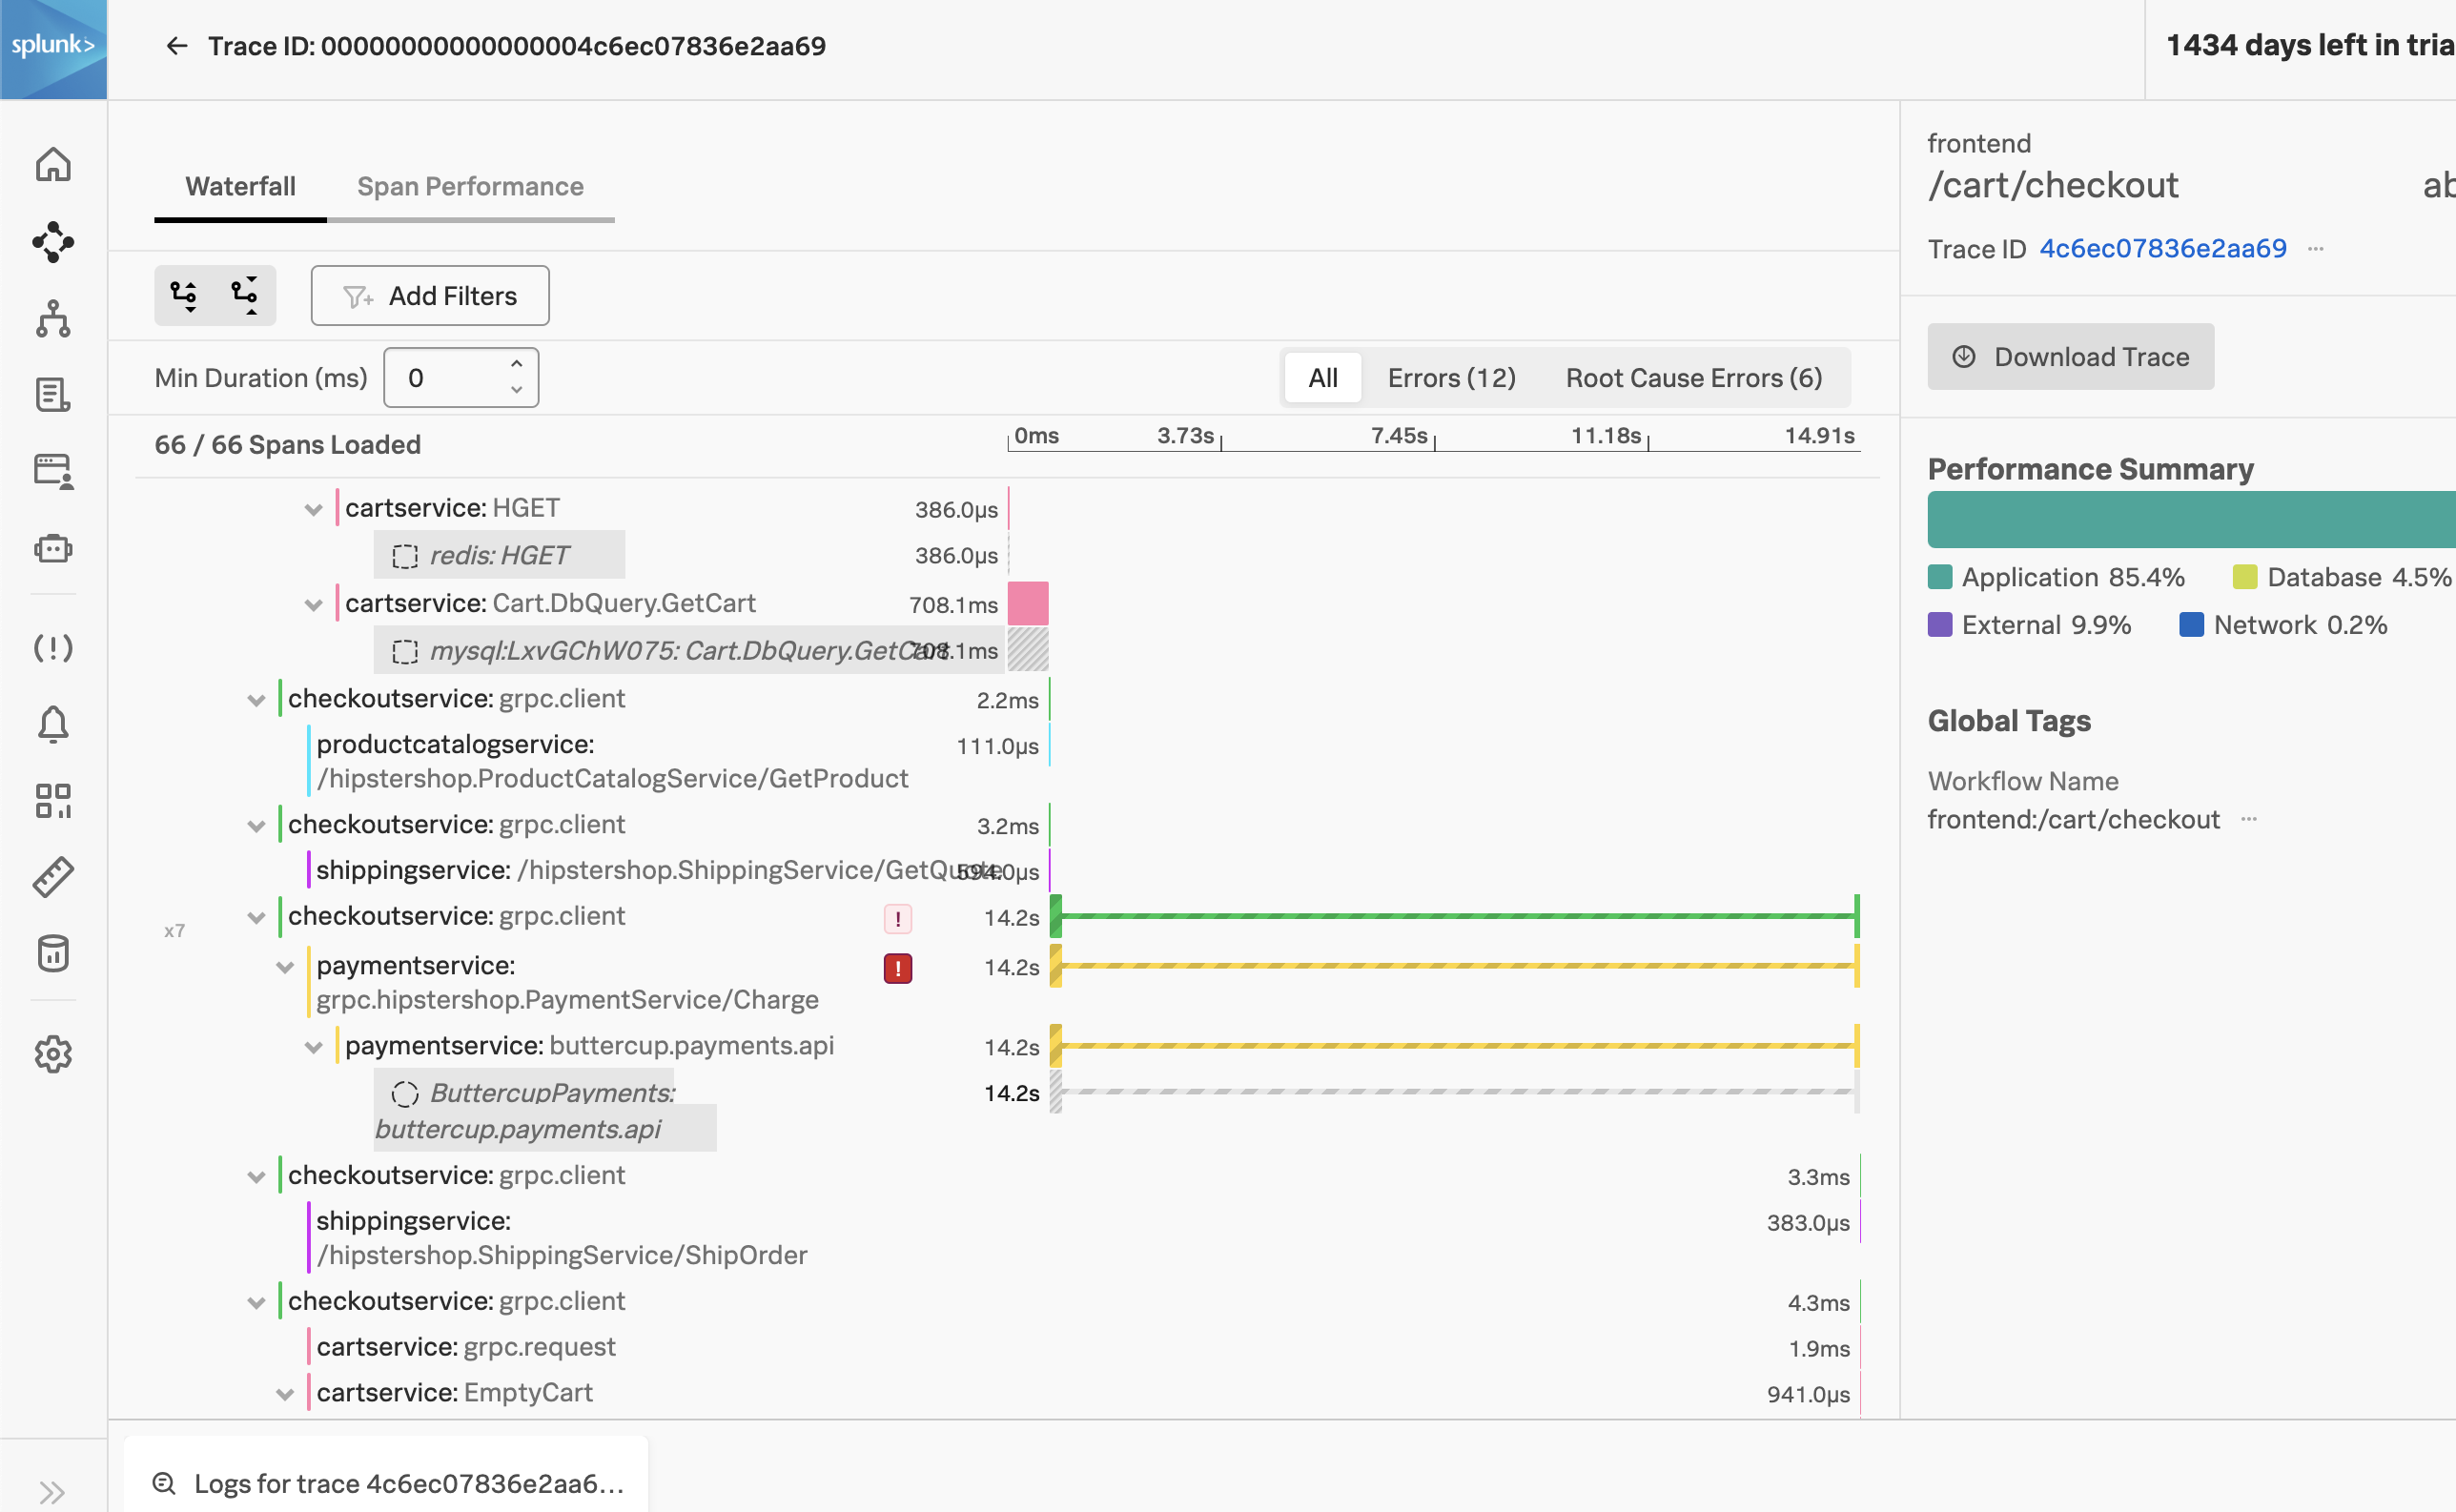 splunk>
Trace ID: 00000000000000004c6ec07836e2aa69
1434 days left in tria
Waterfall
Span Performance
Add Filters
Min Duration (ms)
0
All
Errors (12)
Root Cause Errors (6)
66 / 66 Spans Loaded
0ms
3.73s
7.45s
11.18s
14.91s
cartservice: HGET
386.0µs
redis: HGET
386.0µs
cartservice: Cart.DbQuery.GetCart
708.1ms
mysql:LxvGChW075: Cart.DbQuery.GetCart
708.1ms
checkoutservice: grpc.client
2.2ms
productcatalogservice:
111.0µs
/hipstershop.ProductCatalogService/GetProduct
checkoutservice: grpc.client
3.2ms
shippingservice: /hipstershop.ShippingService/GetQuote
594.0µs
x7
checkoutservice: grpc.client
!
14.2s
paymentservice:
!
14.2s
grpc.hipstershop.PaymentService/Charge
paymentservice: buttercup.payments.api
14.2s
ButtercupPayments:
14.2s
buttercup.payments.api
checkoutservice: grpc.client
3.3ms
shippingservice:
383.0µs
/hipstershop.ShippingService/ShipOrder
checkoutservice: grpc.client
4.3ms
cartservice: grpc.request
1.9ms
cartservice: EmptyCart
941.0µs
Logs for trace 4c6ec07836e2aa6...
frontend
/cart/checkout
ab
Trace ID 4c6ec07836e2aa69 ...
Download Trace
Performance Summary
Application 85.4%
Database 4.5%
External 9.9%
Network 0.2%
Global Tags
Workflow Name
frontend:/cart/checkout ...